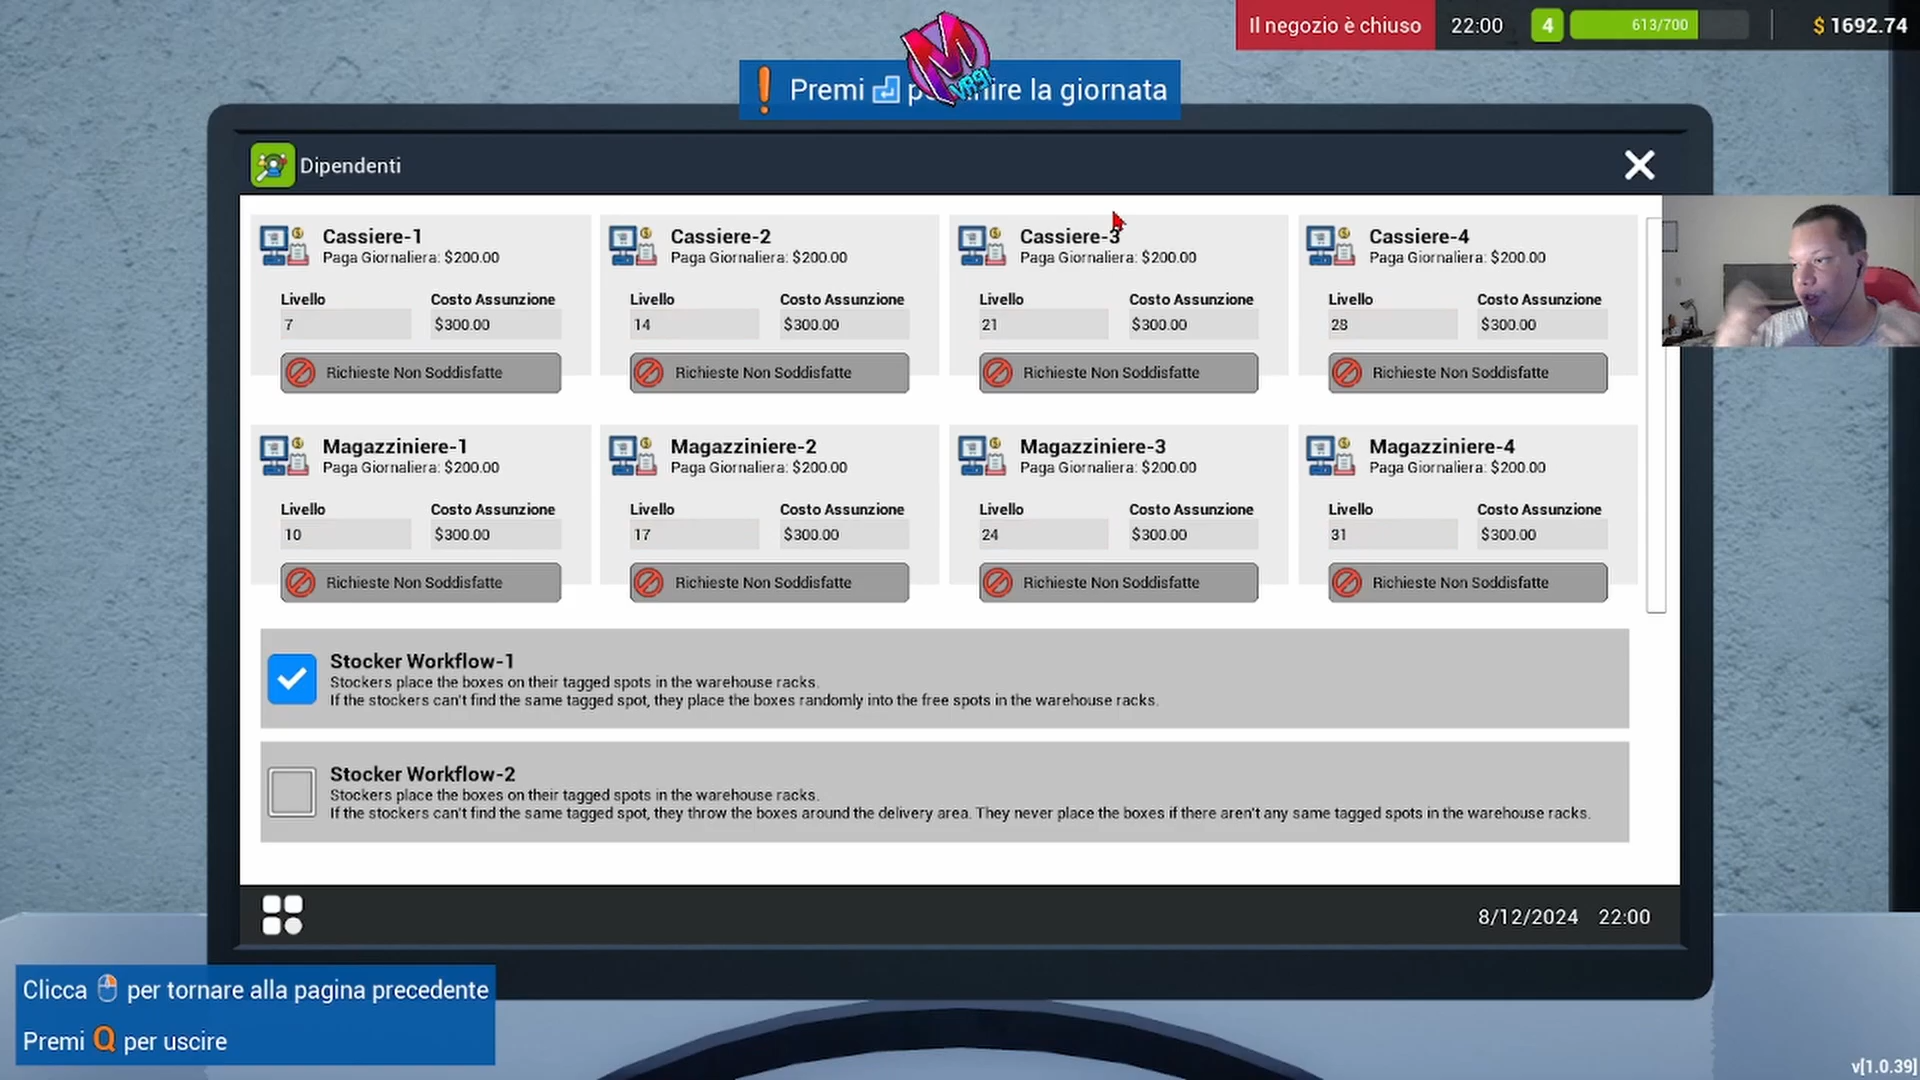 Il negozio è chiuso
22:00
4
613/700
$ 1692.74
Premi per finire la giornata
Dipendenti
Cassiere-1
Paga Giornaliera: $200.00
Livello
Costo Assunzione
7
$300.00
Richieste Non Soddisfatte
Cassiere-2
Paga Giornaliera: $200.00
Livello
Costo Assunzione
14
$300.00
Richieste Non Soddisfatte
Cassiere-3
Paga Giornaliera: $200.00
Livello
Costo Assunzione
21
$300.00
Richieste Non Soddisfatte
Cassiere-4
Paga Giornaliera: $200.00
Livello
Costo Assunzione
28
$300.00
Richieste Non Soddisfatte
Magazziniere-1
Paga Giornaliera: $200.00
Livello
Costo Assunzione
10
$300.00
Richieste Non Soddisfatte
Magazziniere-2
Paga Giornaliera: $200.00
Livello
Costo Assunzione
17
$300.00
Richieste Non Soddisfatte
Magazziniere-3
Paga Giornaliera: $200.00
Livello
Costo Assunzione
24
$300.00
Richieste Non Soddisfatte
Magazziniere-4
Paga Giornaliera: $200.00
Livello
Costo Assunzione
31
$300.00
Richieste Non Soddisfatte
Stocker Workflow-1
Stockers place the boxes on their tagged spots in the warehouse racks.
If the stockers can't find the same tagged spot, they place the boxes randomly into the free spots in the warehouse racks.
Stocker Workflow-2
Stockers place the boxes on their tagged spots in the warehouse racks.
If the stockers can't find the same tagged spot, they throw the boxes around the delivery area. They never place the boxes if there aren't any same tagged spots in the warehouse racks.
8/12/2024 22:00
Clicca per tornare alla pagina precedente
Premi Q per uscire
v[1.0.39]